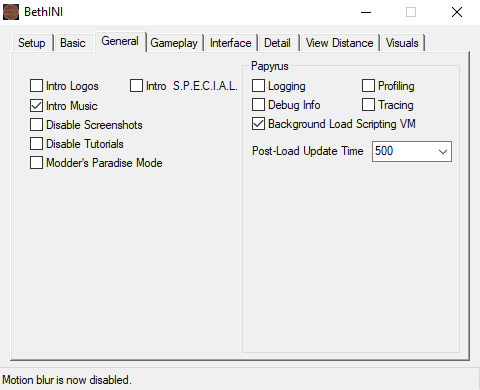 BethINI
Setup Basic General Gameplay Interface Detail View Distance Visuals
Intro Logos Intro S.P.E.C.I.A.L.
Intro Music
Disable Screenshots
Disable Tutorials
Modder's Paradise Mode
Papyrus
Logging Profiling
Debug Info Tracing
Background Load Scripting VM
Post-Load Update Time 500
Motion blur is now disabled.